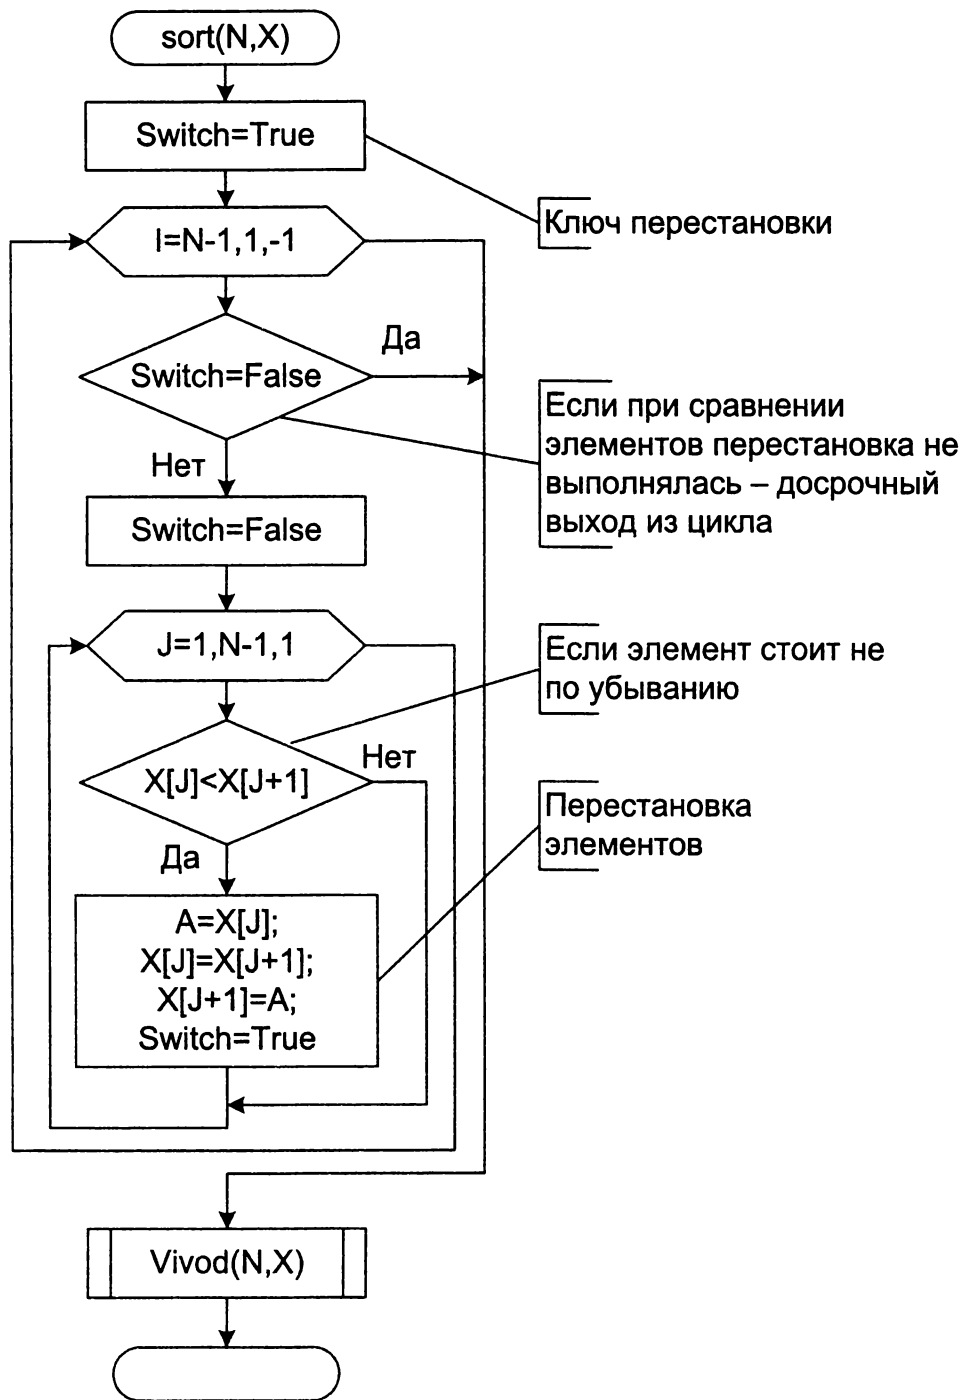 sort(N,X)
Switch=True
Ключ перестановки
I=N-1,1,-1
Да
Switch=False
Если при сравнении
элементов перестановка не
выполнялась – досрочный
выход из цикла
Нет
Switch=False
J=1,N-1,1
Если элемент стоит не
по убыванию
Нет
X[J]<X[J+1]
Перестановка
элементов
Да
A=X[J];
X[J]=X[J+1];
X[J+1]=A;
Switch=True
Vivod(N,X)